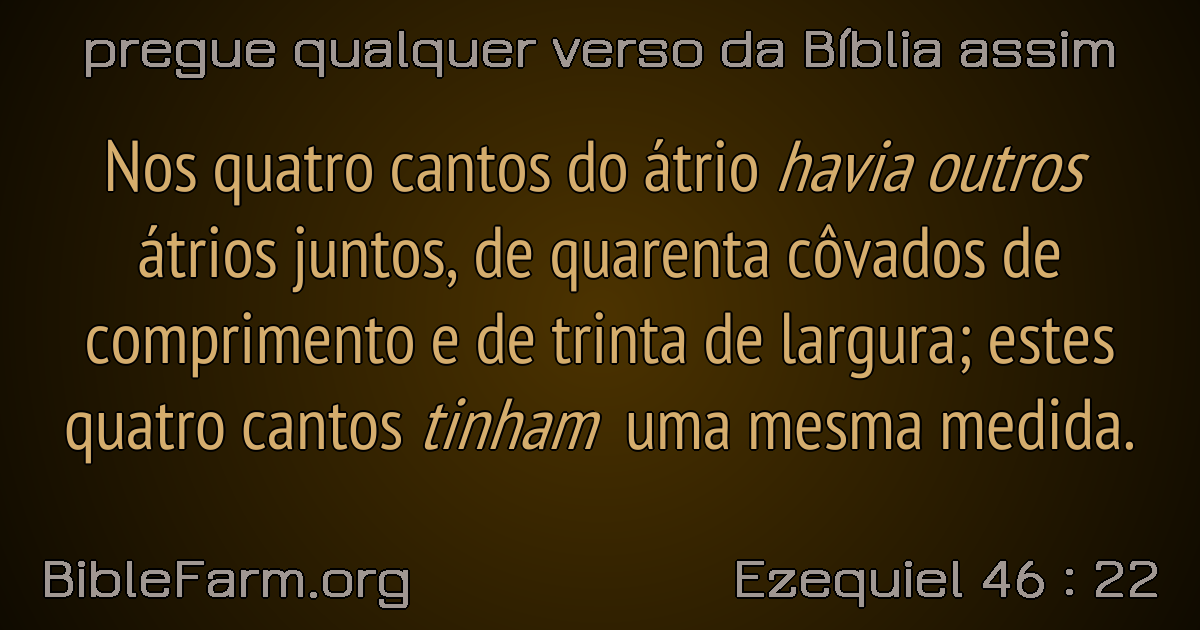 pregue qualquer verso da Bíblia assim
Nos quatro cantos do átrio havia outros
átrios juntos, de quarenta côvados de
comprimento e de trinta de largura; estes
quatro cantos tinham uma mesma medida.
BibleFarm.org
Ezequiel 46 : 22